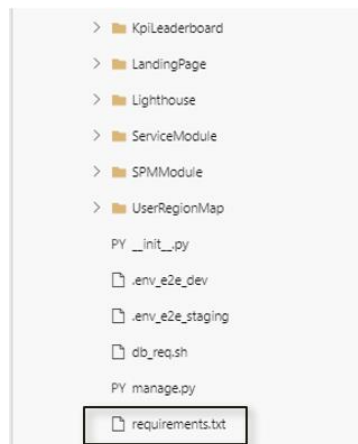 KpiLeaderboard
LandingPage
Lighthouse
ServiceModule
SPMModule
UserRegionMap
PY __init__.py
.env_e2e_dev
.env_e2e_staging
db_req.sh
PY manage.py
requirements.txt